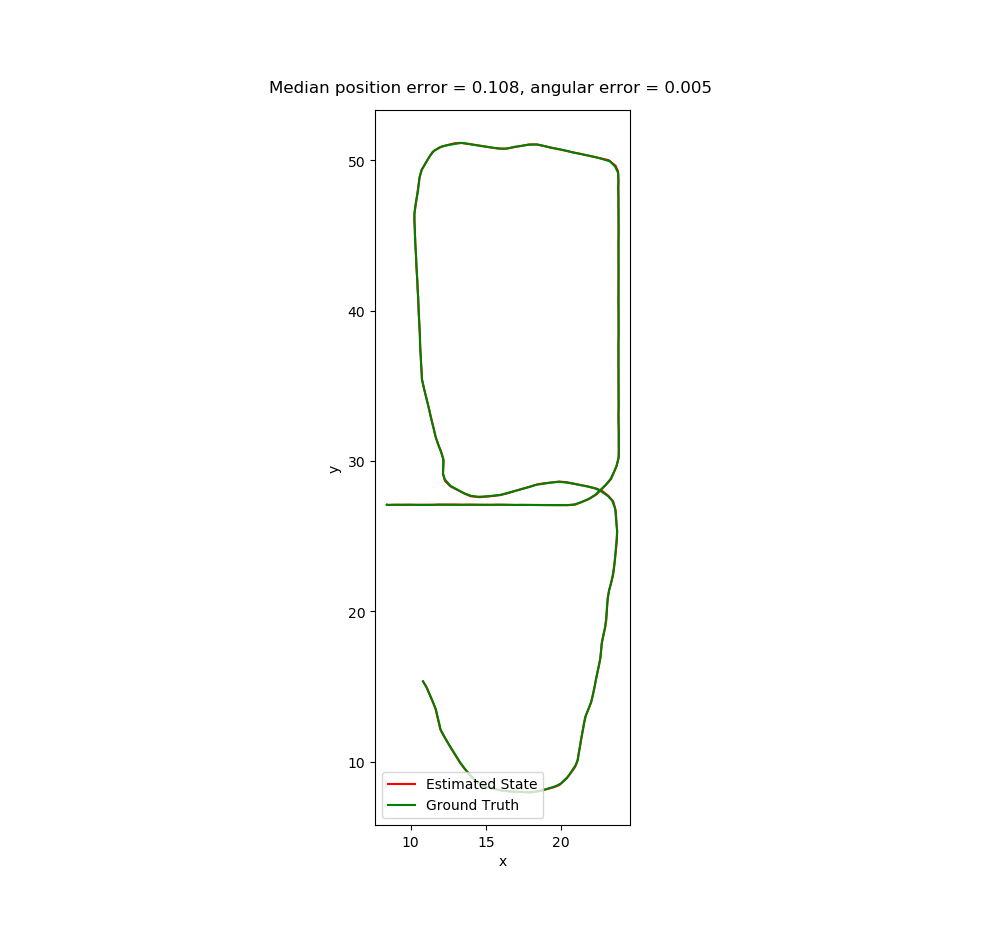 Median position error = 0.108, angular error = 0.005
50
40
30
20
10
y
Estimated State
Ground Truth
10 15 20
x